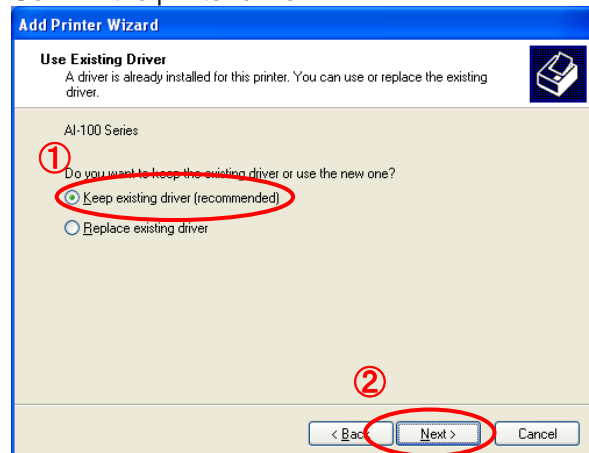 Add Printer Wizard
Use Existing Driver
A driver is already installed for this printer. You can use or replace the existing
driver.
AI-100 Series
①
Do you want to keep the existing driver or use the new one?
Keep existing driver (recommended)
Replace existing driver
②
< Back
Next >
Cancel